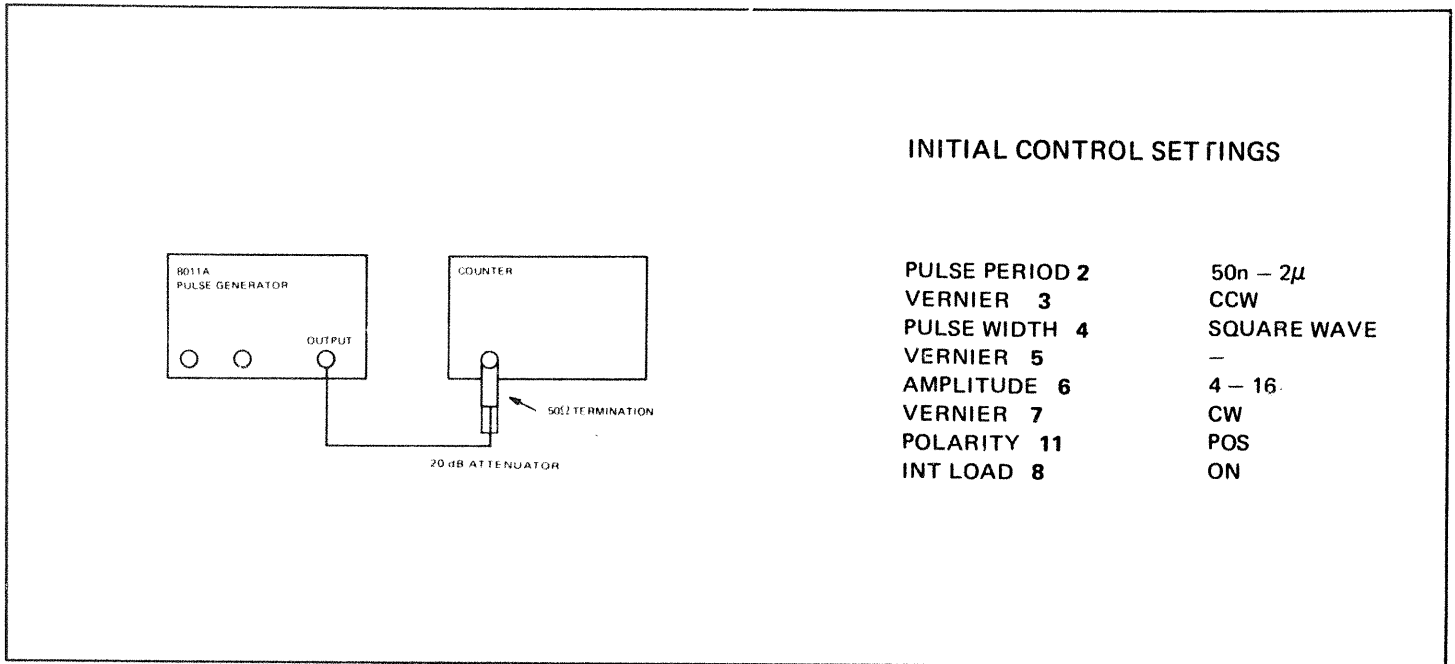 INITIAL CONTROL SETTINGS
8011A
PULSE GENERATOR
OUTPUT
COUNTER
50Ω TERMINATION
20 dB ATTENUATOR
PULSE PERIOD 2 50n – 2μ
VERNIER 3 CCW
PULSE WIDTH 4 SQUARE WAVE
VERNIER 5 –
AMPLITUDE 6 4 – 16
VERNIER 7 CW
POLARITY 11 POS
INT LOAD 8 ON